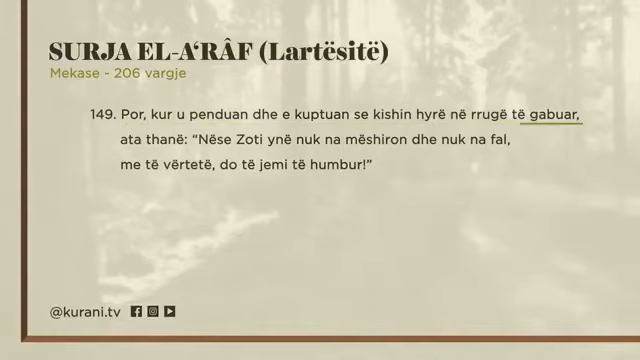 SURJA EL-A‘RÂF (Lartësitë)
Mekase - 206 vargje
149. Por, kur u penduan dhe e kuptuan se kishin hyrë në rrugë të gabuar,
ata thanë: “Nëse Zoti ynë nuk na mëshiron dhe nuk na fal,
me të vërtetë, do të jemi të humbur!”
@kurani.tv